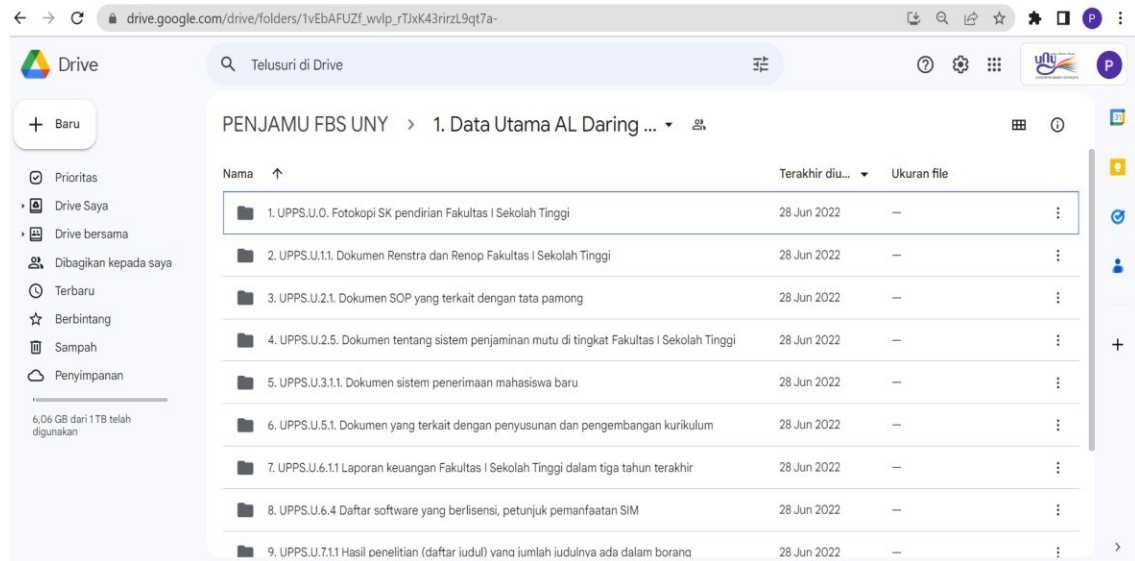 drive.google.com/drive/folders/1vEbAFUZf_wvlp_rTJxK43rirzL9qt7a-
P
Drive
Telusuri di Drive
uny
P
Baru
PENJAMU FBS UNY > 1. Data Utama AL Daring ...
31
Nama
Terakhir diu...
Ukuran file
Prioritas
Drive Saya
Drive bersama
Dibagikan kepada saya
Terbaru
Berbintang
Sampah
Penyimpanan
6,06 GB dari 1 TB telah
digunakan
1. UPPS.U.0. Fotokopi SK pendirian Fakultas I Sekolah Tinggi 28 Jun 2022 —
2. UPPS.U.1.1. Dokumen Renstra dan Renop Fakultas I Sekolah Tinggi 28 Jun 2022 —
3. UPPS.U.2.1. Dokumen SOP yang terkait dengan tata pamong 28 Jun 2022 —
4. UPPS.U.2.5. Dokumen tentang sistem penjaminan mutu di tingkat Fakultas I Sekolah Tinggi 28 Jun 2022 —
5. UPPS.U.3.1.1. Dokumen sistem penerimaan mahasiswa baru 28 Jun 2022 —
6. UPPS.U.5.1. Dokumen yang terkait dengan penyusunan dan pengembangan kurikulum 28 Jun 2022 —
7. UPPS.U.6.1.1 Laporan keuangan Fakultas I Sekolah Tinggi dalam tiga tahun terakhir 28 Jun 2022 —
8. UPPS.U.6.4 Daftar software yang berlisensi, petunjuk pemanfaatan SIM 28 Jun 2022 —
9. UPPS.U.7.1.1 Hasil penelitian (daftar judul) yang jumlah judulnya ada dalam borang 28 Jun 2022 —